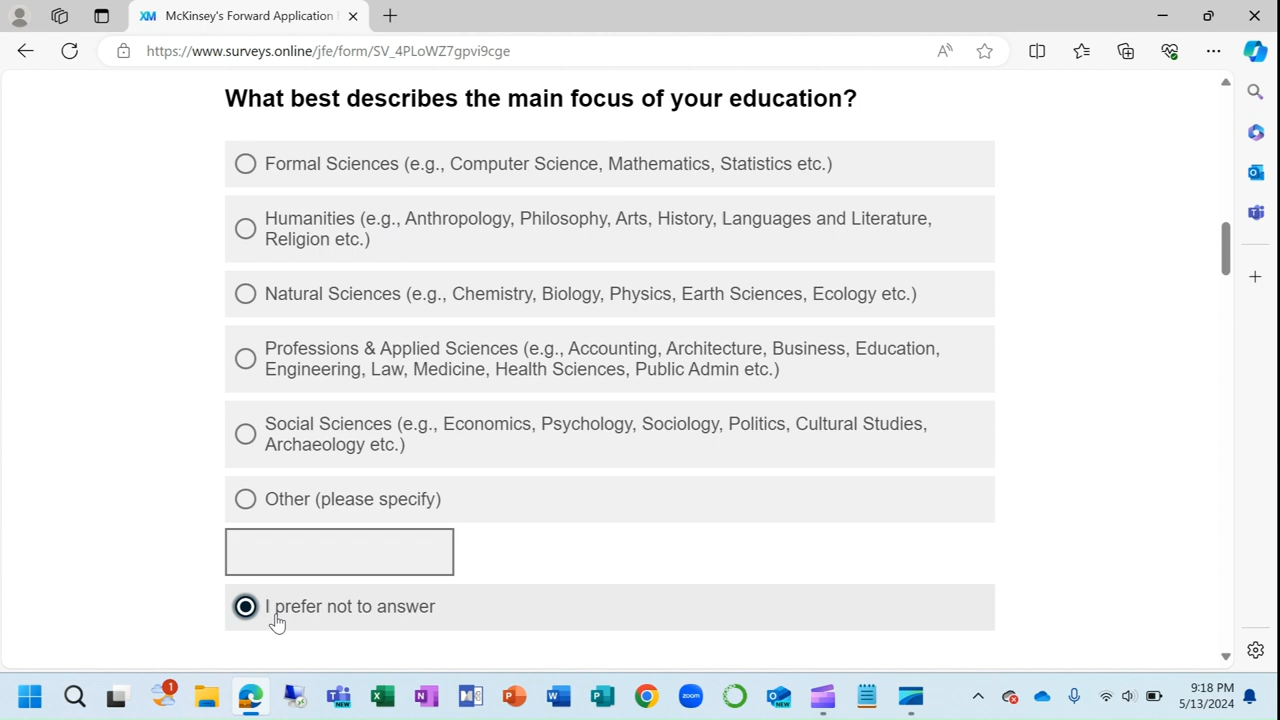 McKinsey's Forward Application
https://www.surveys.online/jfe/form/SV_4PLoWZ7gpvi9cge
What best describes the main focus of your education?
Formal Sciences (e.g., Computer Science, Mathematics, Statistics etc.)
Humanities (e.g., Anthropology, Philosophy, Arts, History, Languages and Literature,
Religion etc.)
Natural Sciences (e.g., Chemistry, Biology, Physics, Earth Sciences, Ecology etc.)
Professions & Applied Sciences (e.g., Accounting, Architecture, Business, Education,
Engineering, Law, Medicine, Health Sciences, Public Admin etc.)
Social Sciences (e.g., Economics, Psychology, Sociology, Politics, Cultural Studies,
Archaeology etc.)
Other (please specify)
I prefer not to answer
9:18 PM
5/13/2024